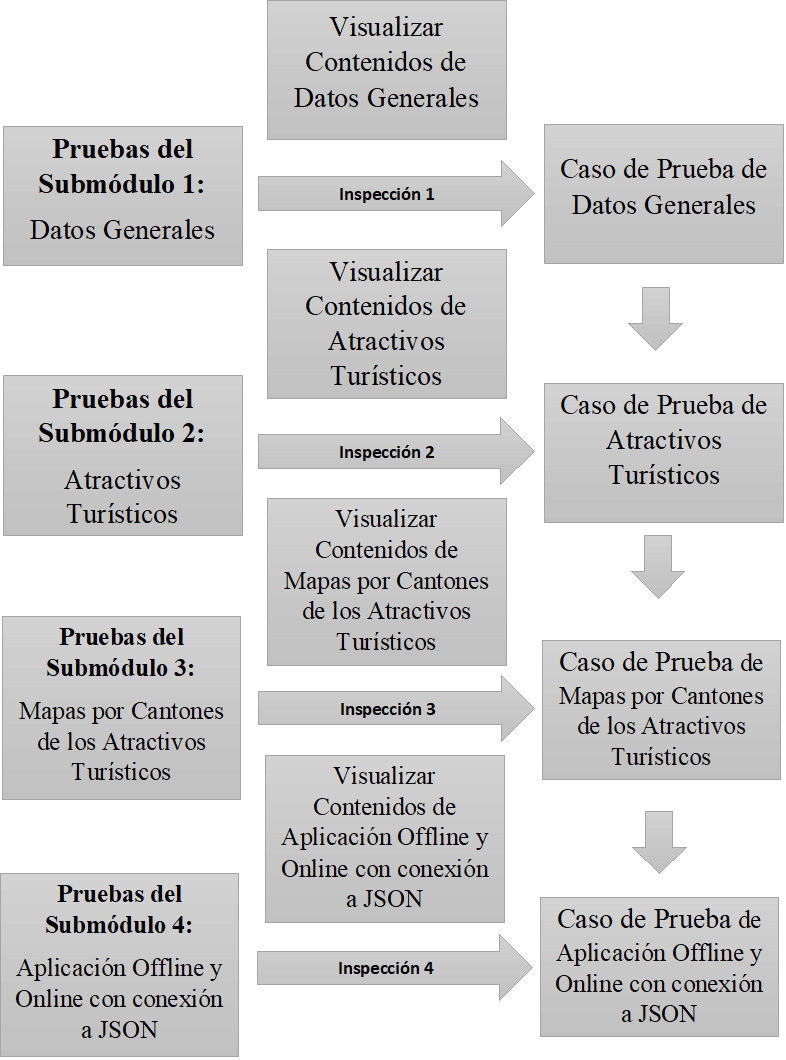 Visualizar
Contenidos de
Datos Generales
Pruebas del
Submódulo 1:
Datos Generales
Inspección 1
Caso de Prueba de
Datos Generales
Visualizar
Contenidos de
Atractivos
Turísticos
Pruebas del
Submódulo 2:
Atractivos
Turísticos
Inspección 2
Caso de Prueba de
Atractivos
Turísticos
Visualizar
Contenidos de
Mapas por Cantones
de los Atractivos
Turísticos
Pruebas del
Submódulo 3:
Mapas por Cantones
de los Atractivos
Turísticos
Inspección 3
Caso de Prueba de
Mapas por Cantones
de los Atractivos
Turísticos
Visualizar
Contenidos de
Aplicación Offline y
Online con conexión
a JSON
Pruebas del
Submódulo 4:
Aplicación Offline y
Online con conexión
a JSON
Inspección 4
Caso de Prueba de
Aplicación Offline y
Online con conexión
a JSON